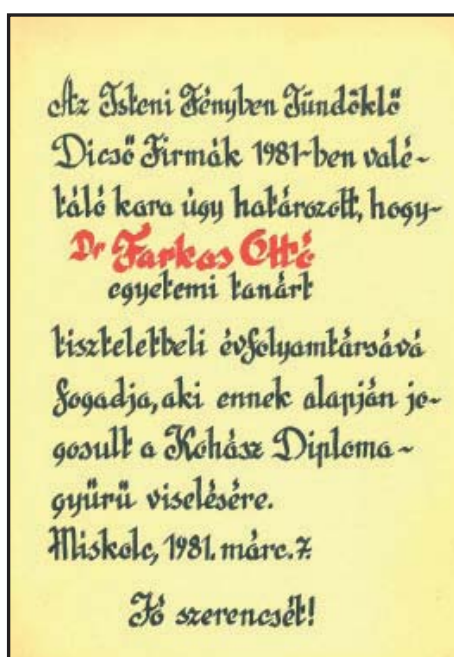 Az Isteni Fényben Tündöklő
Dicső Firmák 1981-ben valé-
táló kara úgy határozott, hogy
Dr Farkas Ottó
egyetemi tanárt
tiszteletbeli évfolyamtársává
fogadja, aki ennek alapján jo-
gosult a Kohász Diploma-
gyűrű viselésére.
Miskolc, 1981. márc. 7.
Jó szerencsét!